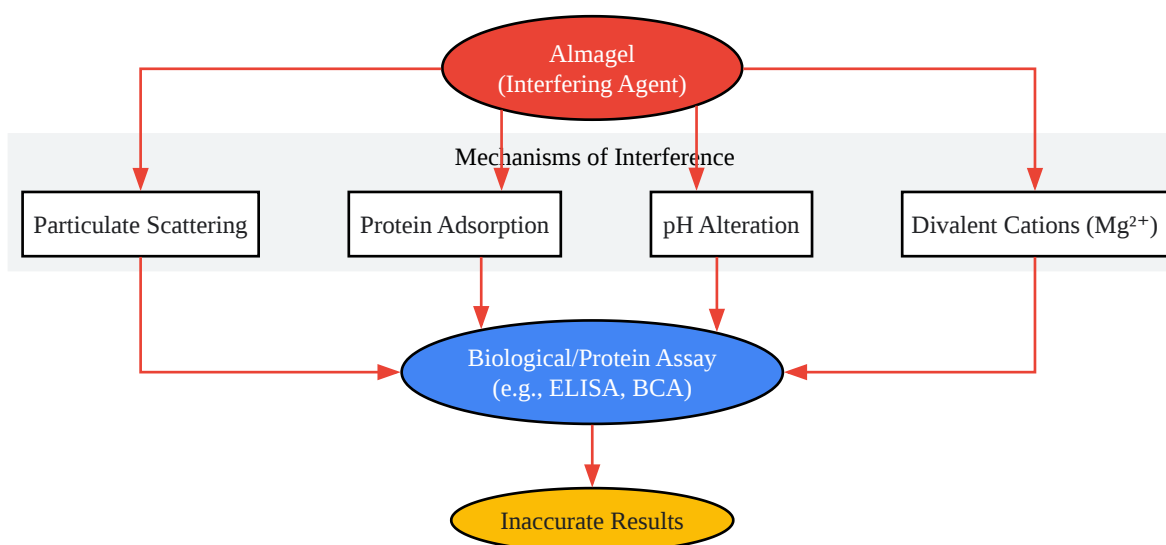 Almagel
(Interfering Agent)
Mechanisms of Interference
Particulate Scattering
Protein Adsorption
pH Alteration
Divalent Cations (Mg²⁺)
Biological/Protein Assay
(e.g., ELISA, BCA)
Inaccurate Results